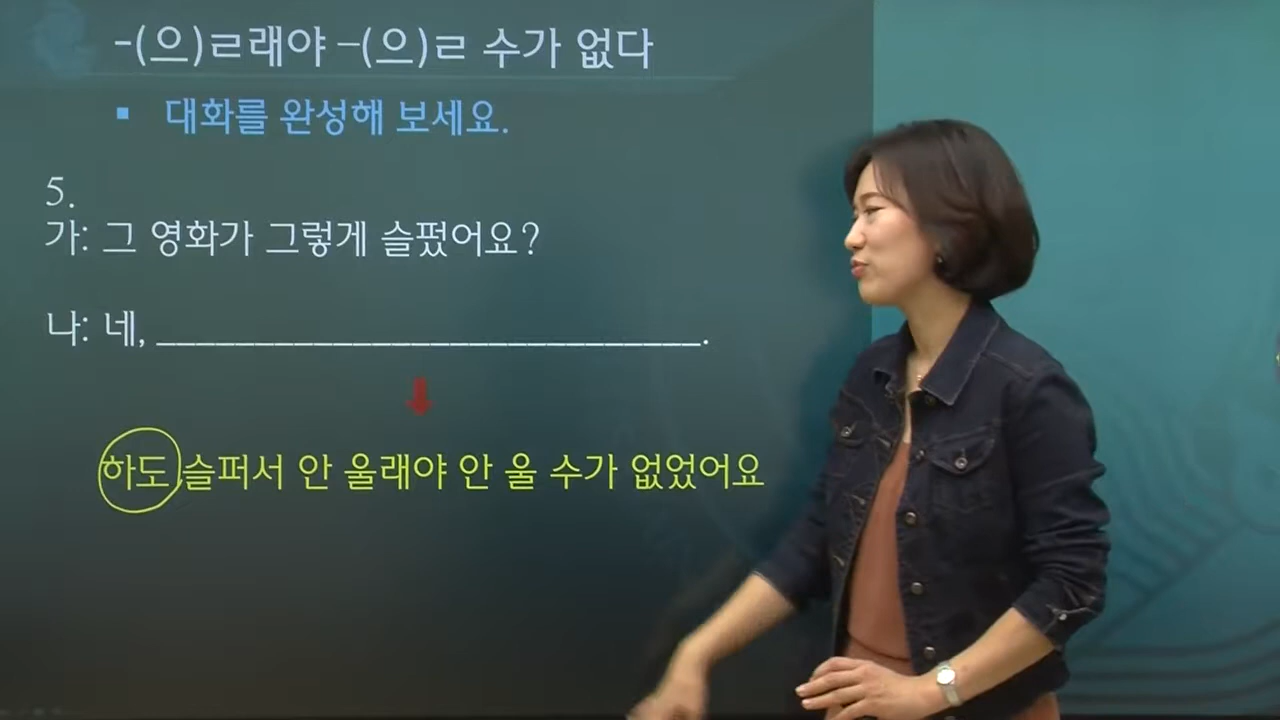 -(으)ㄹ래야 –(으)ㄹ 수가 없다
▪ 대화를 완성해 보세요.
5.
가: 그 영화가 그렇게 슬펐어요?
나: 네, ____________________________.
하도 슬퍼서 안 울래야 안 울 수가 없었어요